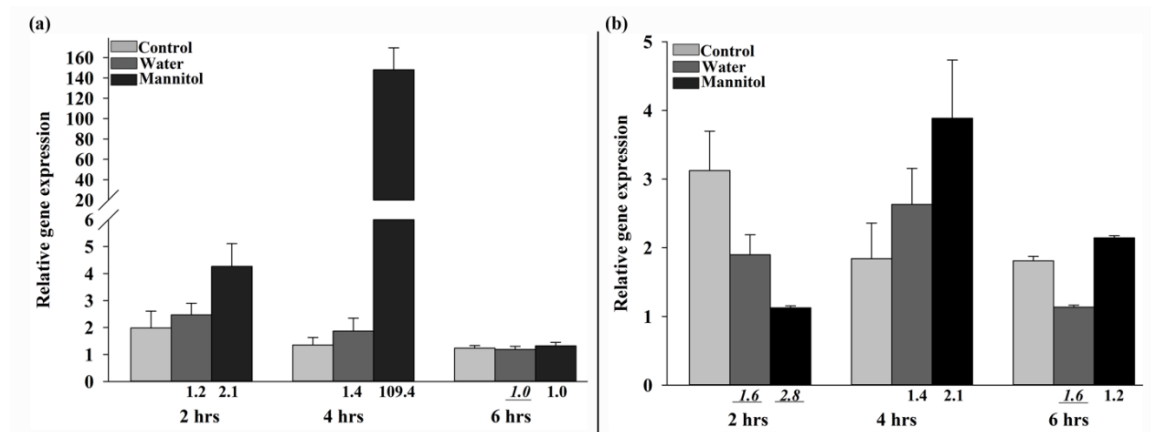 (a)
Control
Water
Mannitol
Relative gene expression
160
140
120
100
80
60
40
20
6
5
4
3
2
1
0
1.2 2.1
1.4 109.4
1.0 1.0
2 hrs 4 hrs 6 hrs
(b)
Control
Water
Mannitol
Relative gene expression
5
4
3
2
1
0
1.6 2.8
1.4 2.1
1.6 1.2
2 hrs 4 hrs 6 hrs